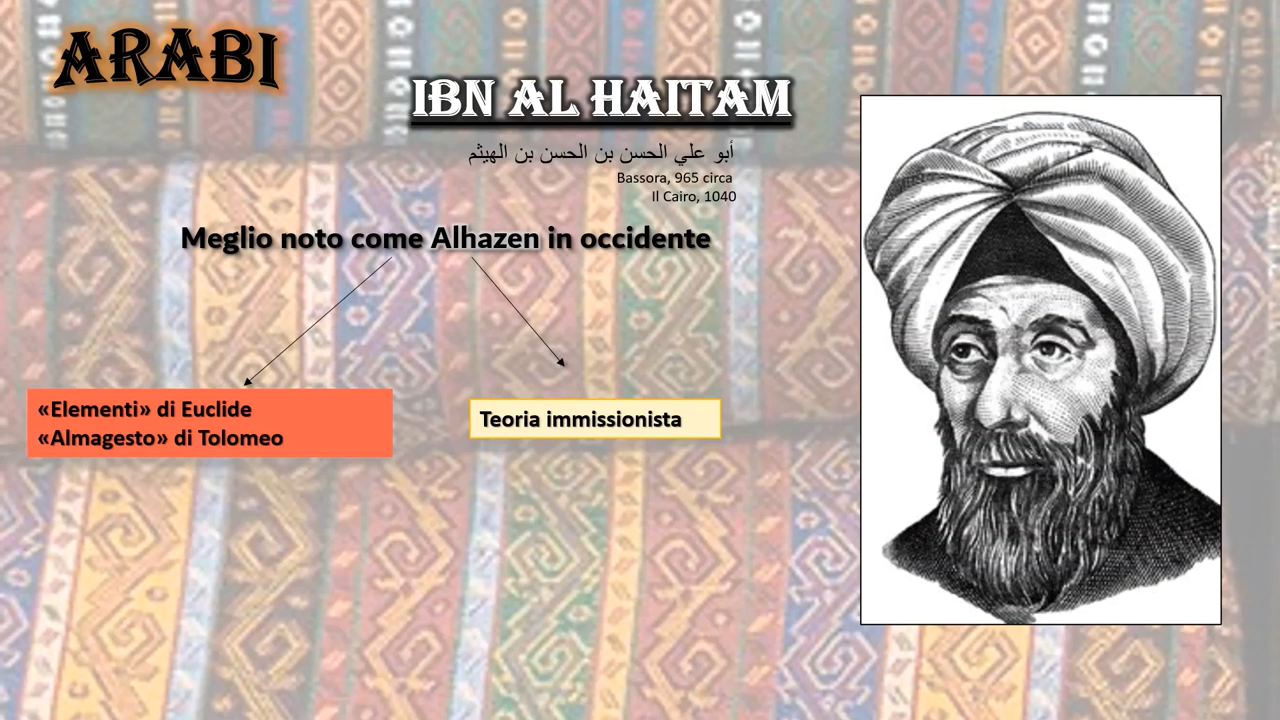 ARABI
IBN AL HAITAM
أبو علي الحسن بن الحسن بن الهيثم
Bassora, 965 circa
Il Cairo, 1040
Meglio noto come Alhazen in occidente
«Elementi» di Euclide
«Almagesto» di Tolomeo
Teoria immissionista